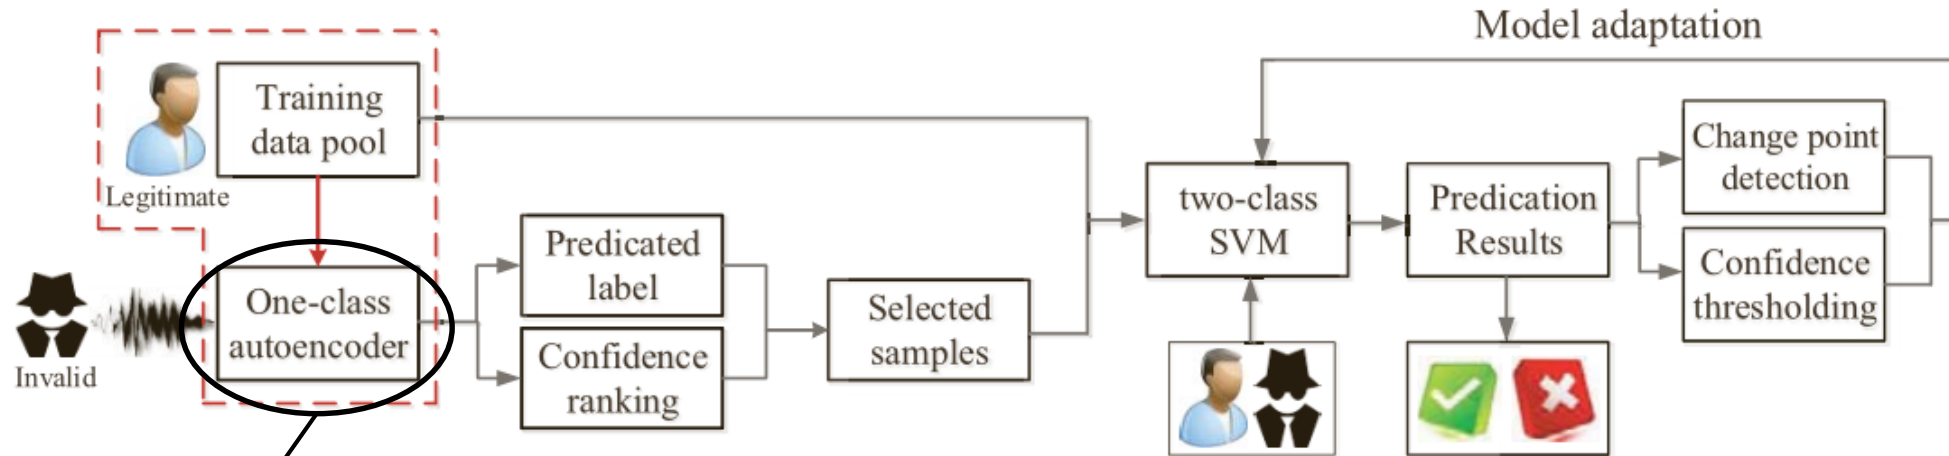 Model adaptation
Training
data pool
Legitimate
One-class
autoencoder
Invalid
Predicated
label
Confidence
ranking
Selected
samples
two-class
SVM
Predication
Results
Change point
detection
Confidence
thresholding